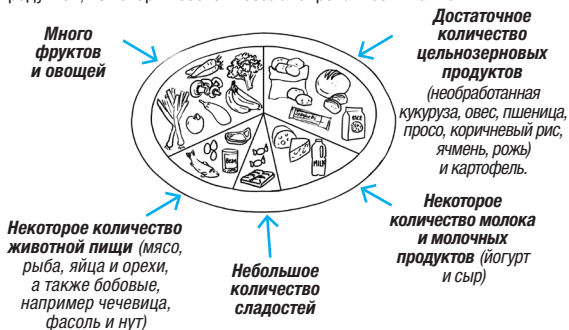 Много
фруктов
и овощей
Достаточное
количество
цельнозерновых
продуктов
(необработанная
кукуруза, овес, пшеница,
просо, коричневый рис,
ячмень, рожь)
и картофель.
RICE
MILK
Некоторое количество
животной пищи (мясо,
рыба, яйца и орехи,
а также бобовые,
например чечевица,
фасоль и нут)
Небольшое
количество
сладостей
Некоторое
количество молока
и молочных
продуктов (йогурт
и сыр)